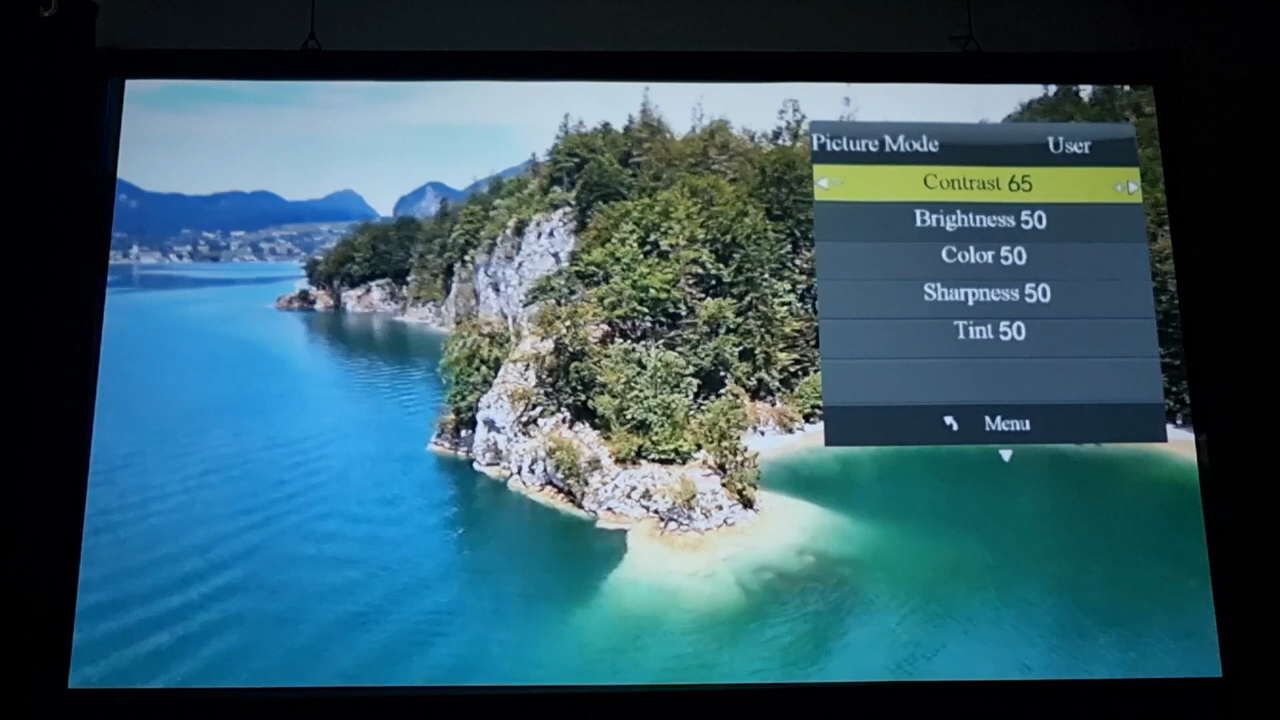 Picture Mode User
Contrast 65
Brightness 50
Color 50
Sharpness 50
Tint 50
Menu